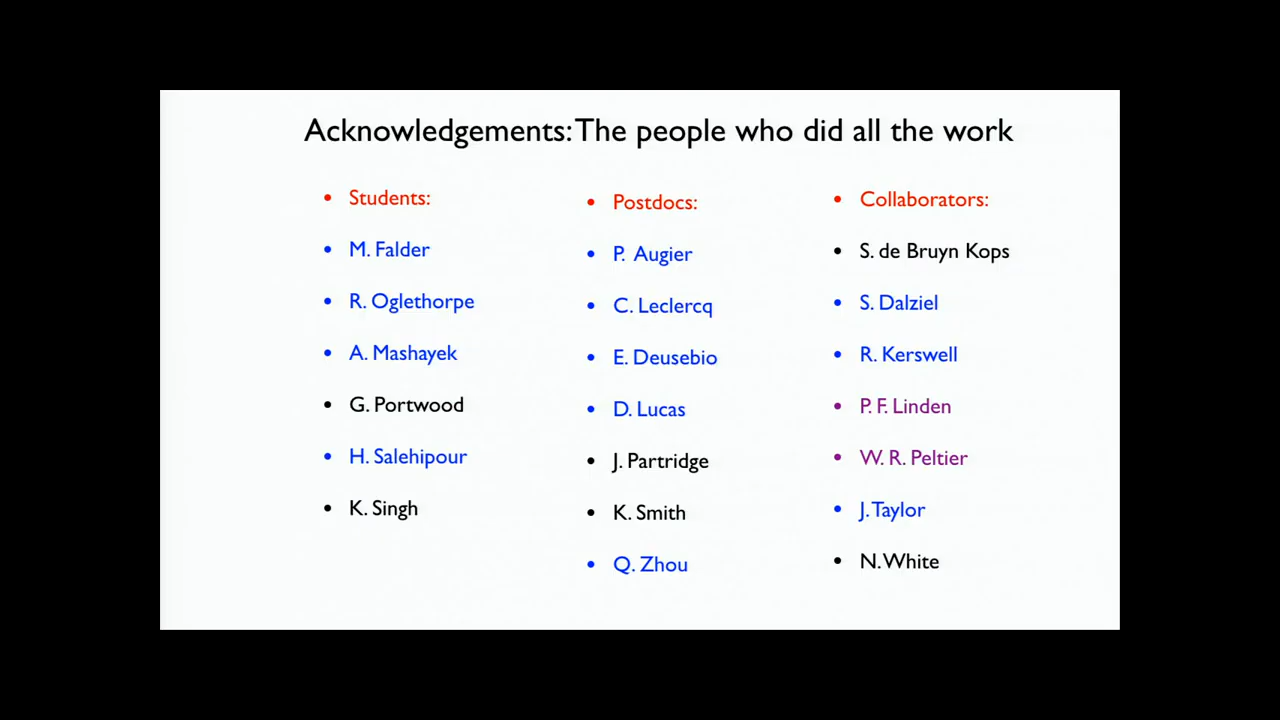 Acknowledgements: The people who did all the work
• Students:
• M. Falder
• R. Oglethorpe
• A. Mashayek
• G. Portwood
• H. Salehipour
• K. Singh
• Postdocs:
• P. Augier
• C. Leclercq
• E. Deusebio
• D. Lucas
• J. Partridge
• K. Smith
• Q. Zhou
• Collaborators:
• S. de Bruyn Kops
• S. Dalziel
• R. Kerswell
• P. F. Linden
• W. R. Peltier
• J. Taylor
• N. White